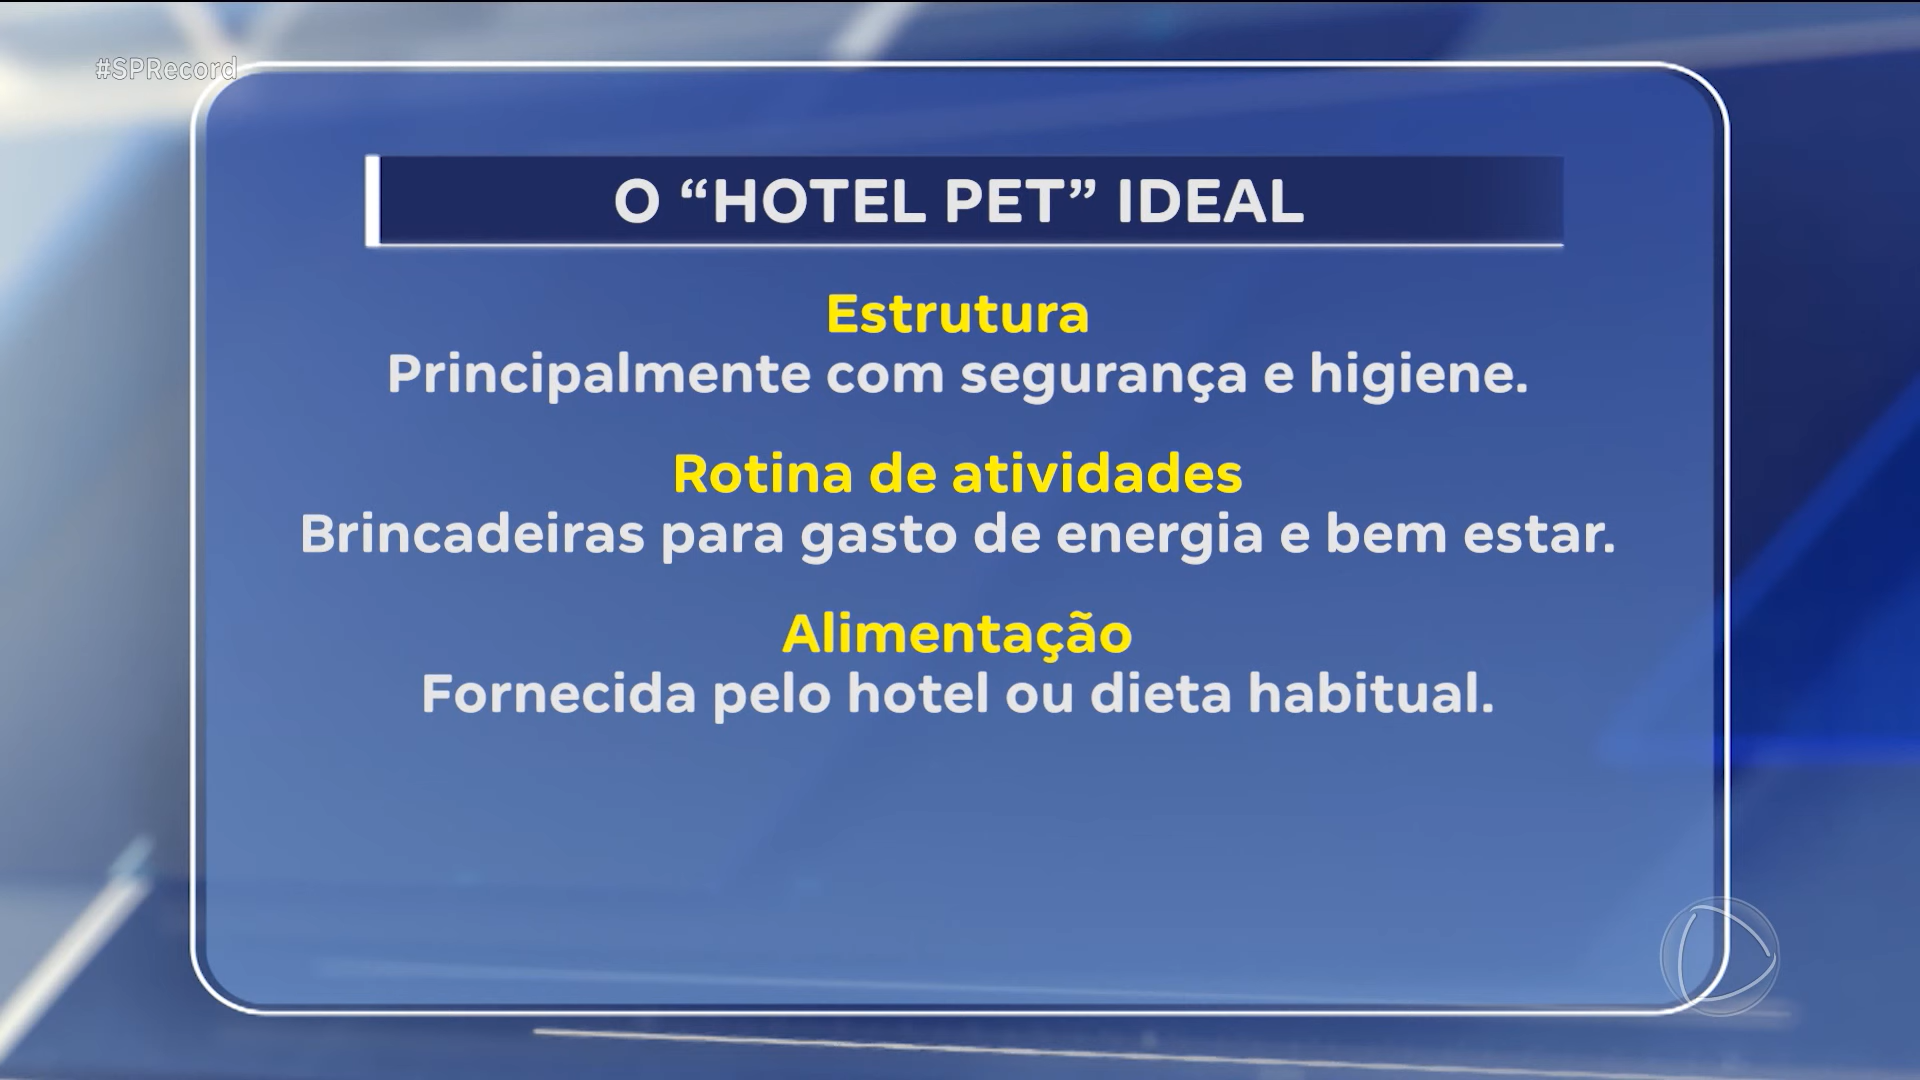 #SPRecord
O “HOTEL PET” IDEAL
Estrutura
Principalmente com segurança e higiene.
Rotina de atividades
Brincadeiras para gasto de energia e bem estar.
Alimentação
Fornecida pelo hotel ou dieta habitual.